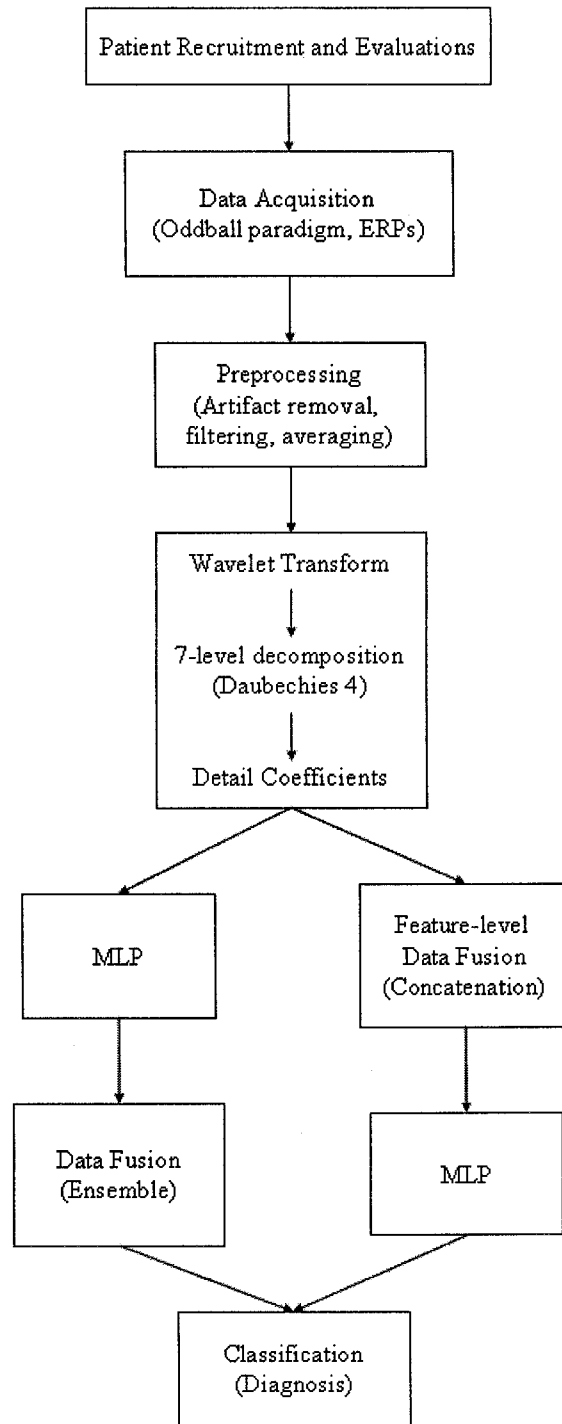 Patient Recruitment and Evaluations
Data Acquisition
(Oddball paradigm, ERPs)
Preprocessing
(Artifact removal,
filtering, averaging)
Wavelet Transform
7-level decomposition
(Daubechies 4)
Detail Coefficients
MLP
Feature-level
Data Fusion
(Concatenation)
Data Fusion
(Ensemble)
MLP
Classification
(Diagnosis)